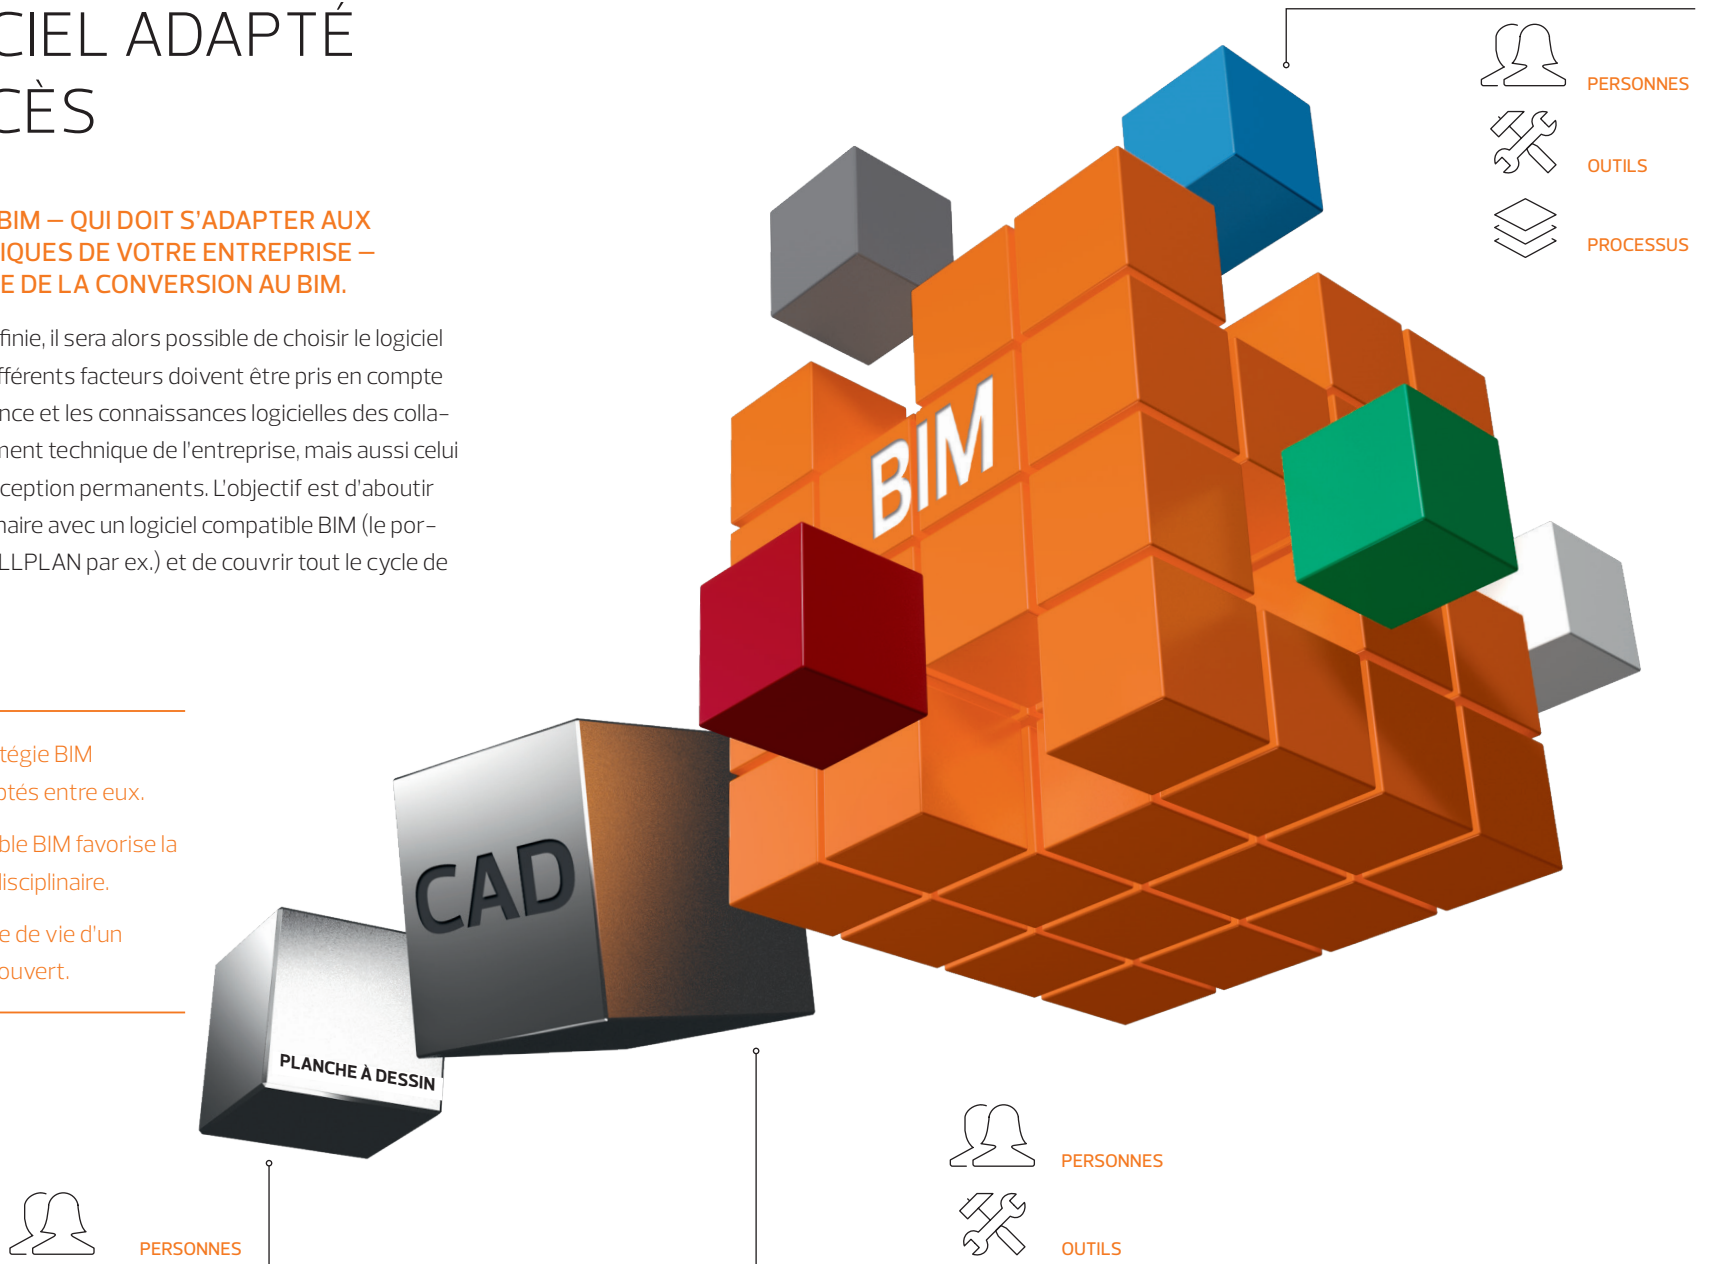 CIEL ADAPTÉ
CÈS
BIM – QUI DOIT S'ADAPTER AUX
IQUES DE VOTRE ENTREPRISE –
E DE LA CONVERSION AU BIM.
finie, il sera alors possible de choisir le logiciel
fférents facteurs doivent être pris en compte
nce et les connaissances logicielles des colla-
ment technique de l'entreprise, mais aussi celui
ception permanents. L'objectif est d'aboutir
naire avec un logiciel compatible BIM (le por-
LLPLAN par ex.) et de couvrir tout le cycle de
tégie BIM
ptés entre eux.
ble BIM favorise la
disciplinaire.
e de vie d'un
ouvert.
PERSONNES
OUTILS
PROCESSUS
BIM
CAD
PLANCHE À DESSIN
PERSONNES
PERSONNES
OUTILS